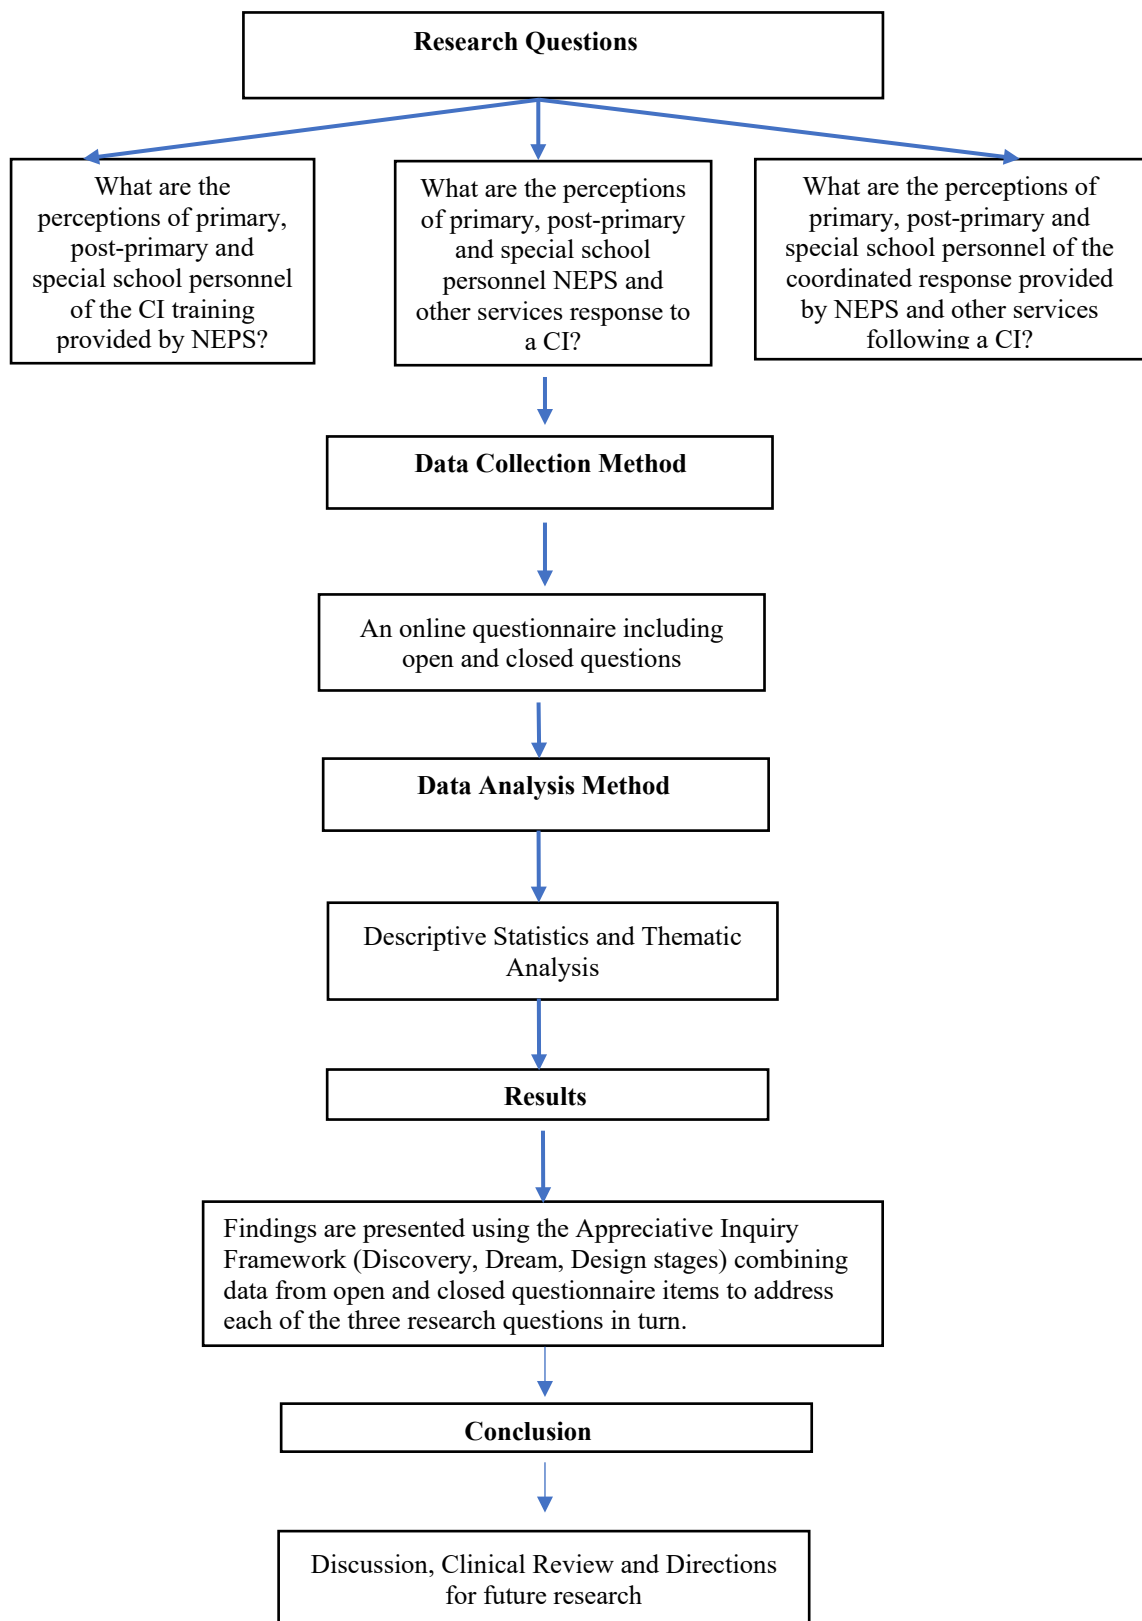 Research Questions
What are the
perceptions of primary,
post-primary and
special school personnel
of the CI training
provided by NEPS?
What are the perceptions
of primary, post-primary
and special school
personnel NEPS and
other services response to
a CI?
What are the perceptions of
primary, post-primary and
special school personnel of the
coordinated response provided
by NEPS and other services
following a CI?
Data Collection Method
An online questionnaire including
open and closed questions
Data Analysis Method
Descriptive Statistics and Thematic
Analysis
Results
Findings are presented using the Appreciative Inquiry
Framework (Discovery, Dream, Design stages) combining
data from open and closed questionnaire items to address
each of the three research questions in turn.
Conclusion
Discussion, Clinical Review and Directions
for future research